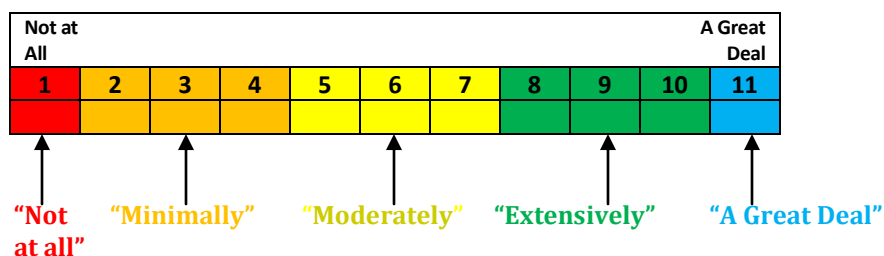 Not at A Great
All Deal
1 2 3 4 5 6 7 8 9 10 11
“Not “Minimally” “Moderately” “Extensively” “A Great Deal”
at all”